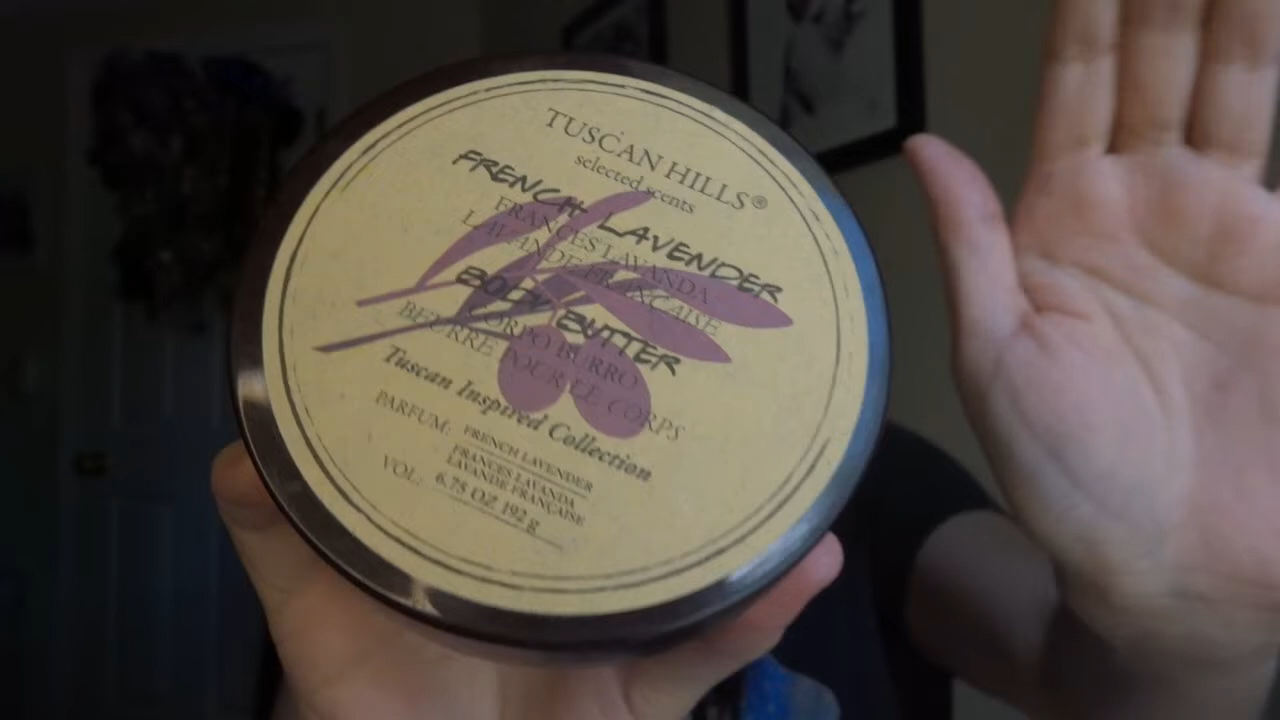 TUSCAN HILLS®
selected scents
FRENCH LAVENDER
FRANCES LAVANDA
LAVANDE FRANÇAISE
BODY BUTTER
CORPO BURRO
BEURRE POUR LE CORPS
Tuscan Inspired Collection
PARFUM: FRENCH LAVENDER
FRANCES LAVANDA
LAVANDE FRANÇAISE
VOL.: 6.75 OZ. 192 g